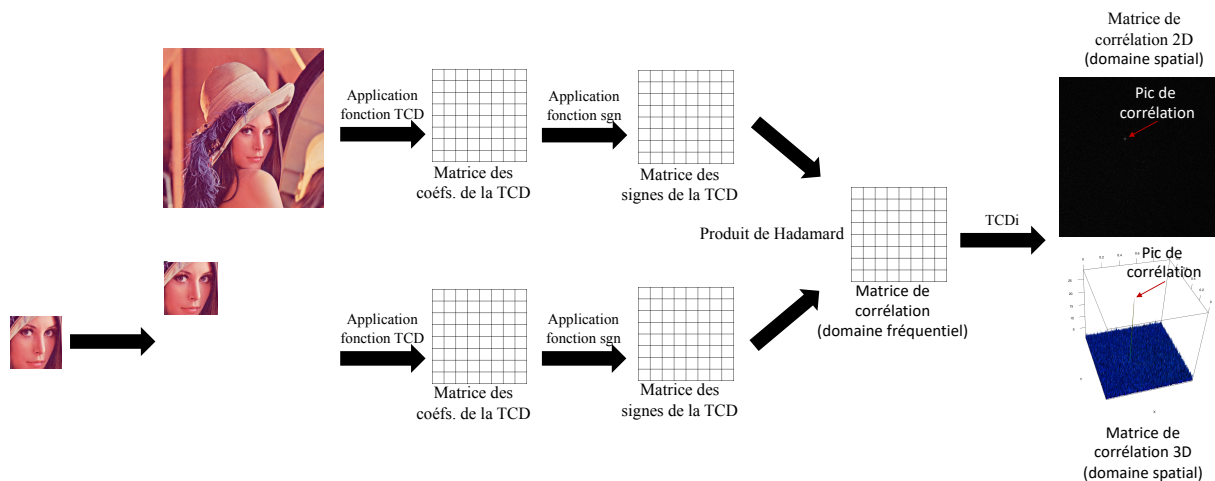 Application
fonction TCD
Matrice des
coéfs. de la TCD
Application
fonction sgn
Matrice des
signes de la TCD
Application
fonction TCD
Matrice des
coéfs. de la TCD
Application
fonction sgn
Matrice des
signes de la TCD
Produit de Hadamard
Matrice de
corrélation
(domaine fréquentiel)
TCDi
Matrice de
corrélation 2D
(domaine spatial)
Pic de
corrélation
Pic de
corrélation
Matrice de
corrélation 3D
(domaine spatial)